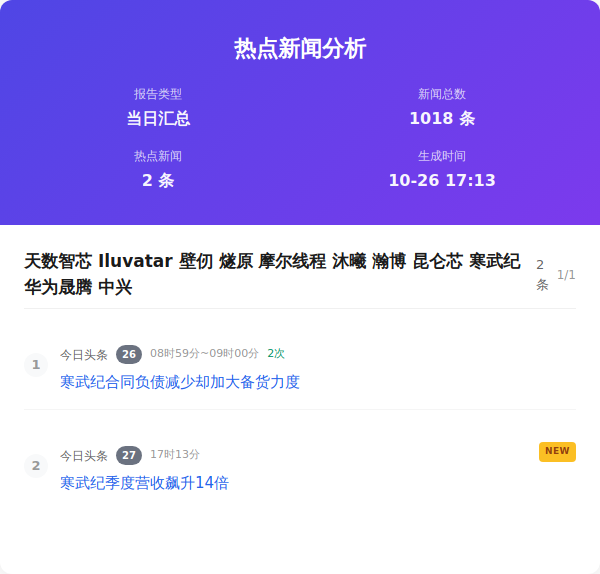 热点新闻分析
报告类型
新闻总数
当日汇总
1018 条
热点新闻
生成时间
2 条
10-26 17:13
天数智芯 Iluvatar 壁仞 燧原 摩尔线程 沐曦 瀚博 昆仑芯 寒武纪
华为晟腾 中兴
2
条
1/1
1
今日头条 26 08时59分~09时00分 2次
寒武纪合同负债减少却加大备货力度
2
今日头条 27 17时13分
NEW
寒武纪季度营收飙升14倍